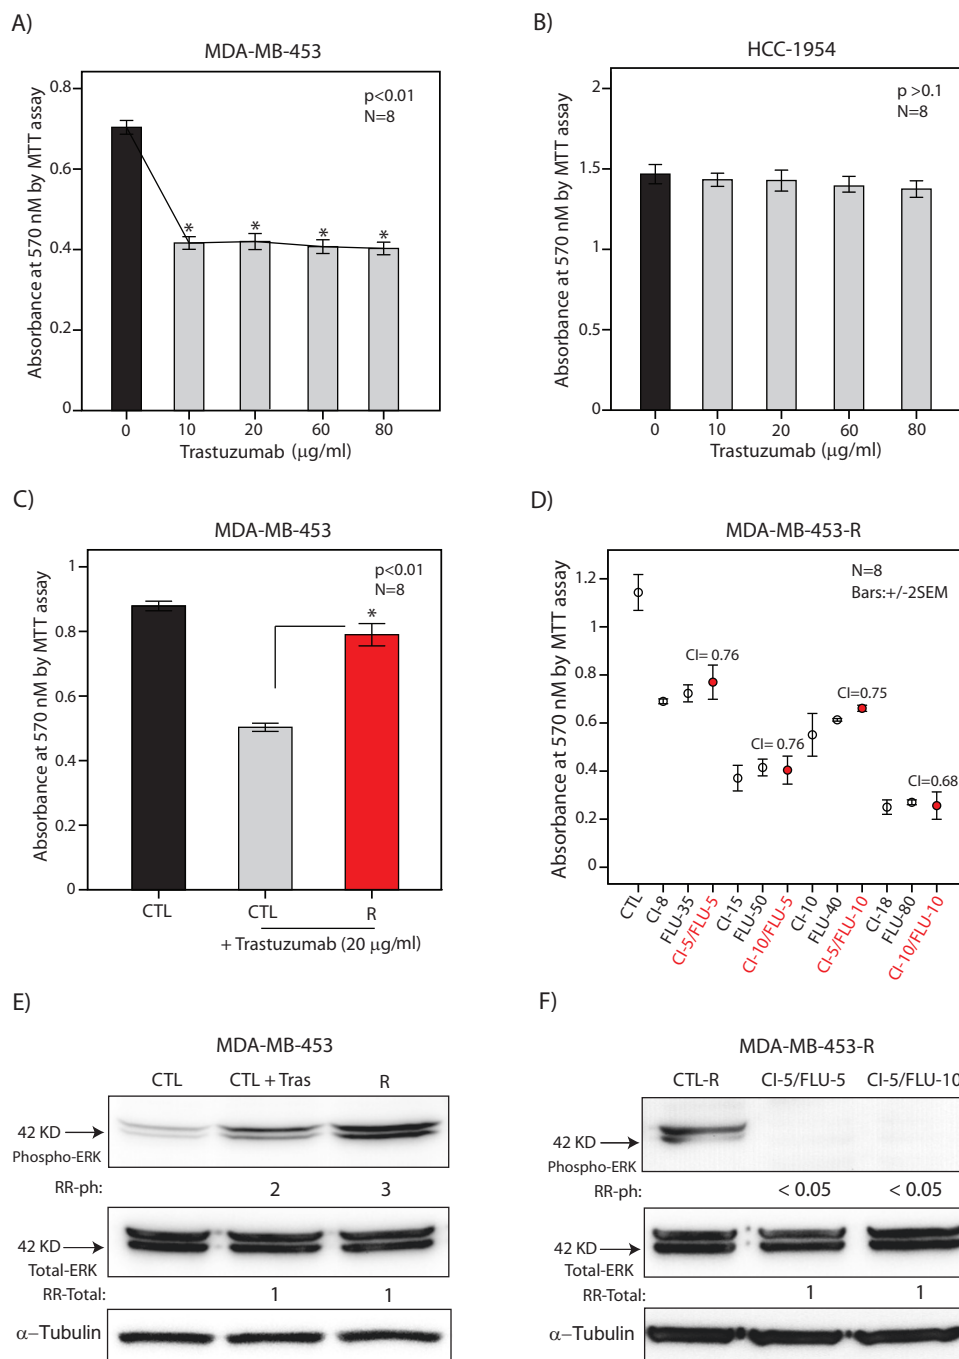 A)
MDA-MB-453
Absorbance at 570 nM by MTT assay
0.8
0.6
0.4
0.2
0
p<0.01
N=8
* * * *
0 10 20 60 80
Trastuzumab (µg/ml)
B)
HCC-1954
Absorbance at 570 nM by MTT assay
2
1.5
1
0.5
0
p >0.1
N=8
0 10 20 60 80
Trastuzumab (µg/ml)
C)
MDA-MB-453
Absorbance at 570 nM by MTT assay
1
0.8
0.6
0.4
0.2
0
p<0.01
N=8
*
CTL CTL R
+ Trastuzumab (20 µg/ml)
D)
MDA-MB-453-R
Absorbance at 570 nM by MTT assay
1.2
1
0.8
0.6
0.4
0.2
0
N=8
Bars:+/-2SEM
CI= 0.76
CI= 0.76
CI=0.75
CI=0.68
CTL
CI-8
FLU-35
CI-5/FLU-5
CI-15
FLU-50
CI-10/FLU-5
CI-10
FLU-40
CI-5/FLU-10
CI-18
FLU-80
CI-10/FLU-10
E)
MDA-MB-453
CTL CTL + Tras R
42 KD
Phospho-ERK
RR-ph: 2 3
42 KD
Total-ERK
RR-Total: 1 1
α−Tubulin
F)
MDA-MB-453-R
CTL-R CI-5/FLU-5 CI-5/FLU-10
42 KD
Phospho-ERK
RR-ph: < 0.05 < 0.05
42 KD
Total-ERK
RR-Total: 1 1
α−Tubulin